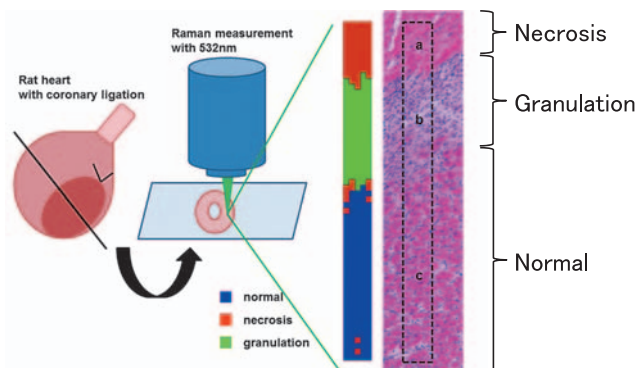 Rat heart
with coronary ligation
Raman measurement
with 532nm
normal
necrosis
granulation
a
b
c
Necrosis
Granulation
Normal